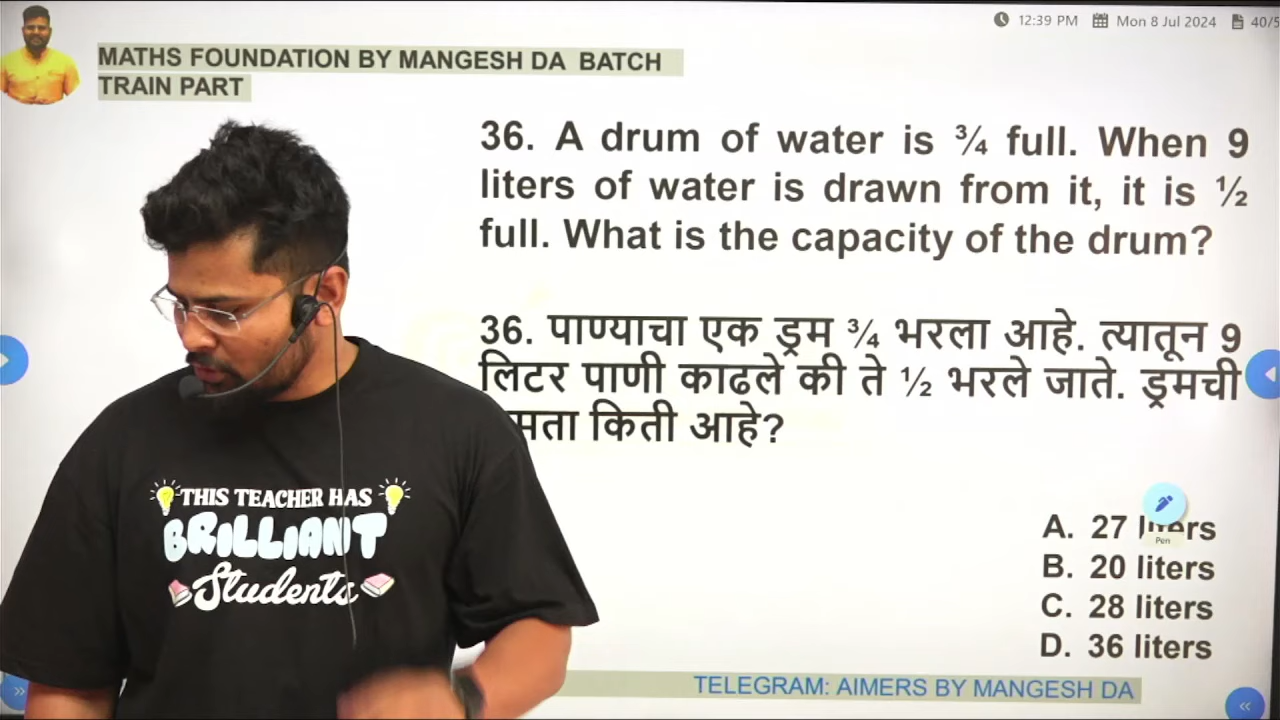 12:39 PM Mon 8 Jul 2024 40/5
MATHS FOUNDATION BY MANGESH DA BATCH
TRAIN PART
36. A drum of water is ¾ full. When 9
liters of water is drawn from it, it is ½
full. What is the capacity of the drum?
36. पाण्याचा एक ड्रम ¾ भरला आहे. त्यातून 9
लिटर पाणी काढले की ते ½ भरले जाते. ड्रमची
किती आहे?
A. 27 liters
Pen
B. 20 liters
C. 28 liters
D. 36 liters
THIS TEACHER HAS
BRILLIANT
Students
TELEGRAM: AIMERS BY MANGESH DA